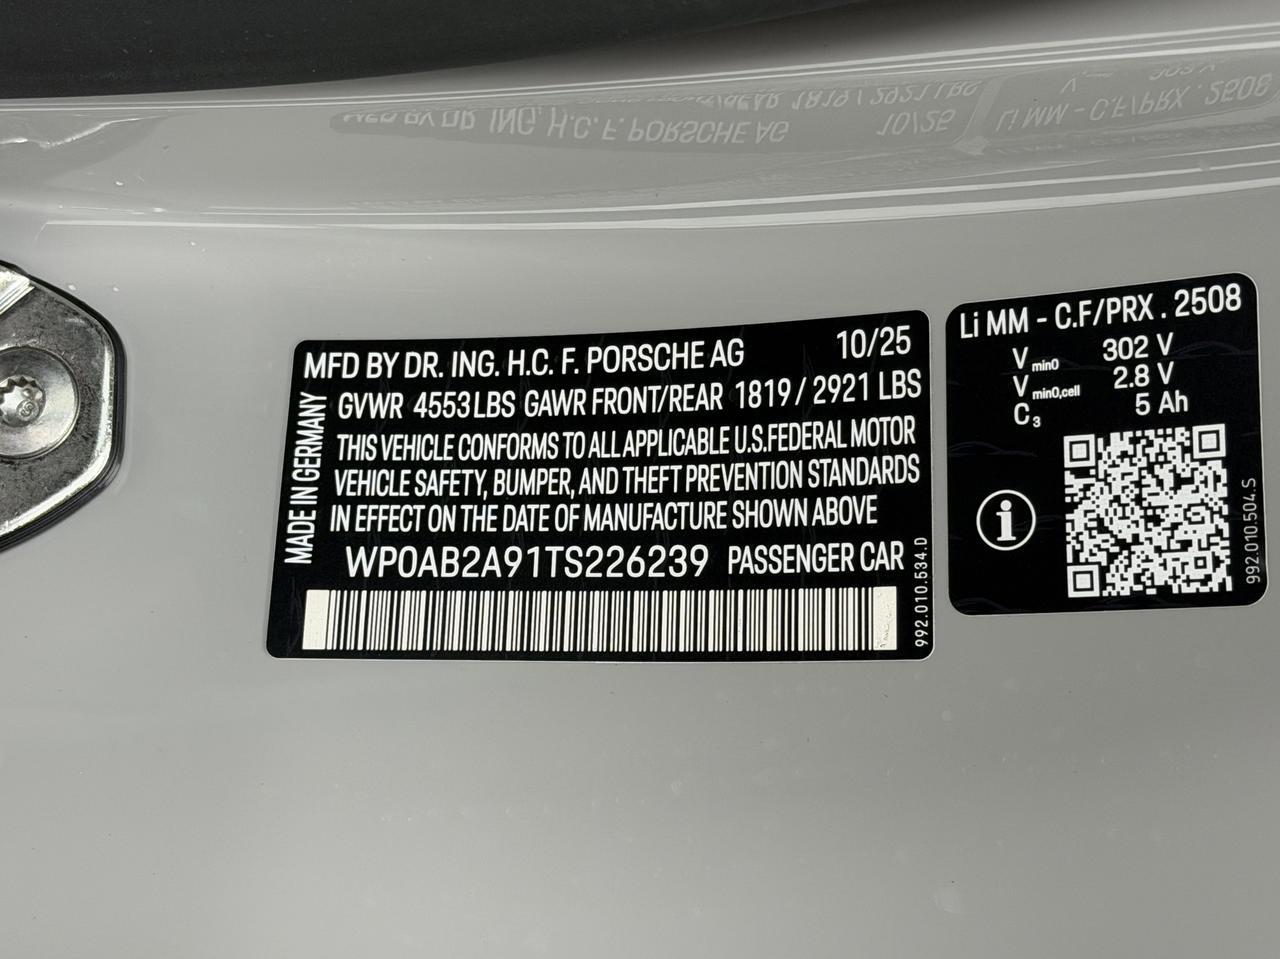 MFD BY DR. ING. H.C. F. PORSCHE AG 10/25
GVWR 4553 LBS GAWR FRONT/REAR 1819 / 2921 LBS
THIS VEHICLE CONFORMS TO ALL APPLICABLE U.S.FEDERAL MOTOR
VEHICLE SAFETY, BUMPER, AND THEFT PREVENTION STANDARDS
IN EFFECT ON THE DATE OF MANUFACTURE SHOWN ABOVE
WP0AB2A91TS226239 PASSENGER CAR
MADE IN GERMANY
992.010.534.D
Li MM - C.F/PRX . 2508
Vmin0 302 V
Vmin0,cell 2.8 V
C3 5 Ah
i
992.010.504.S